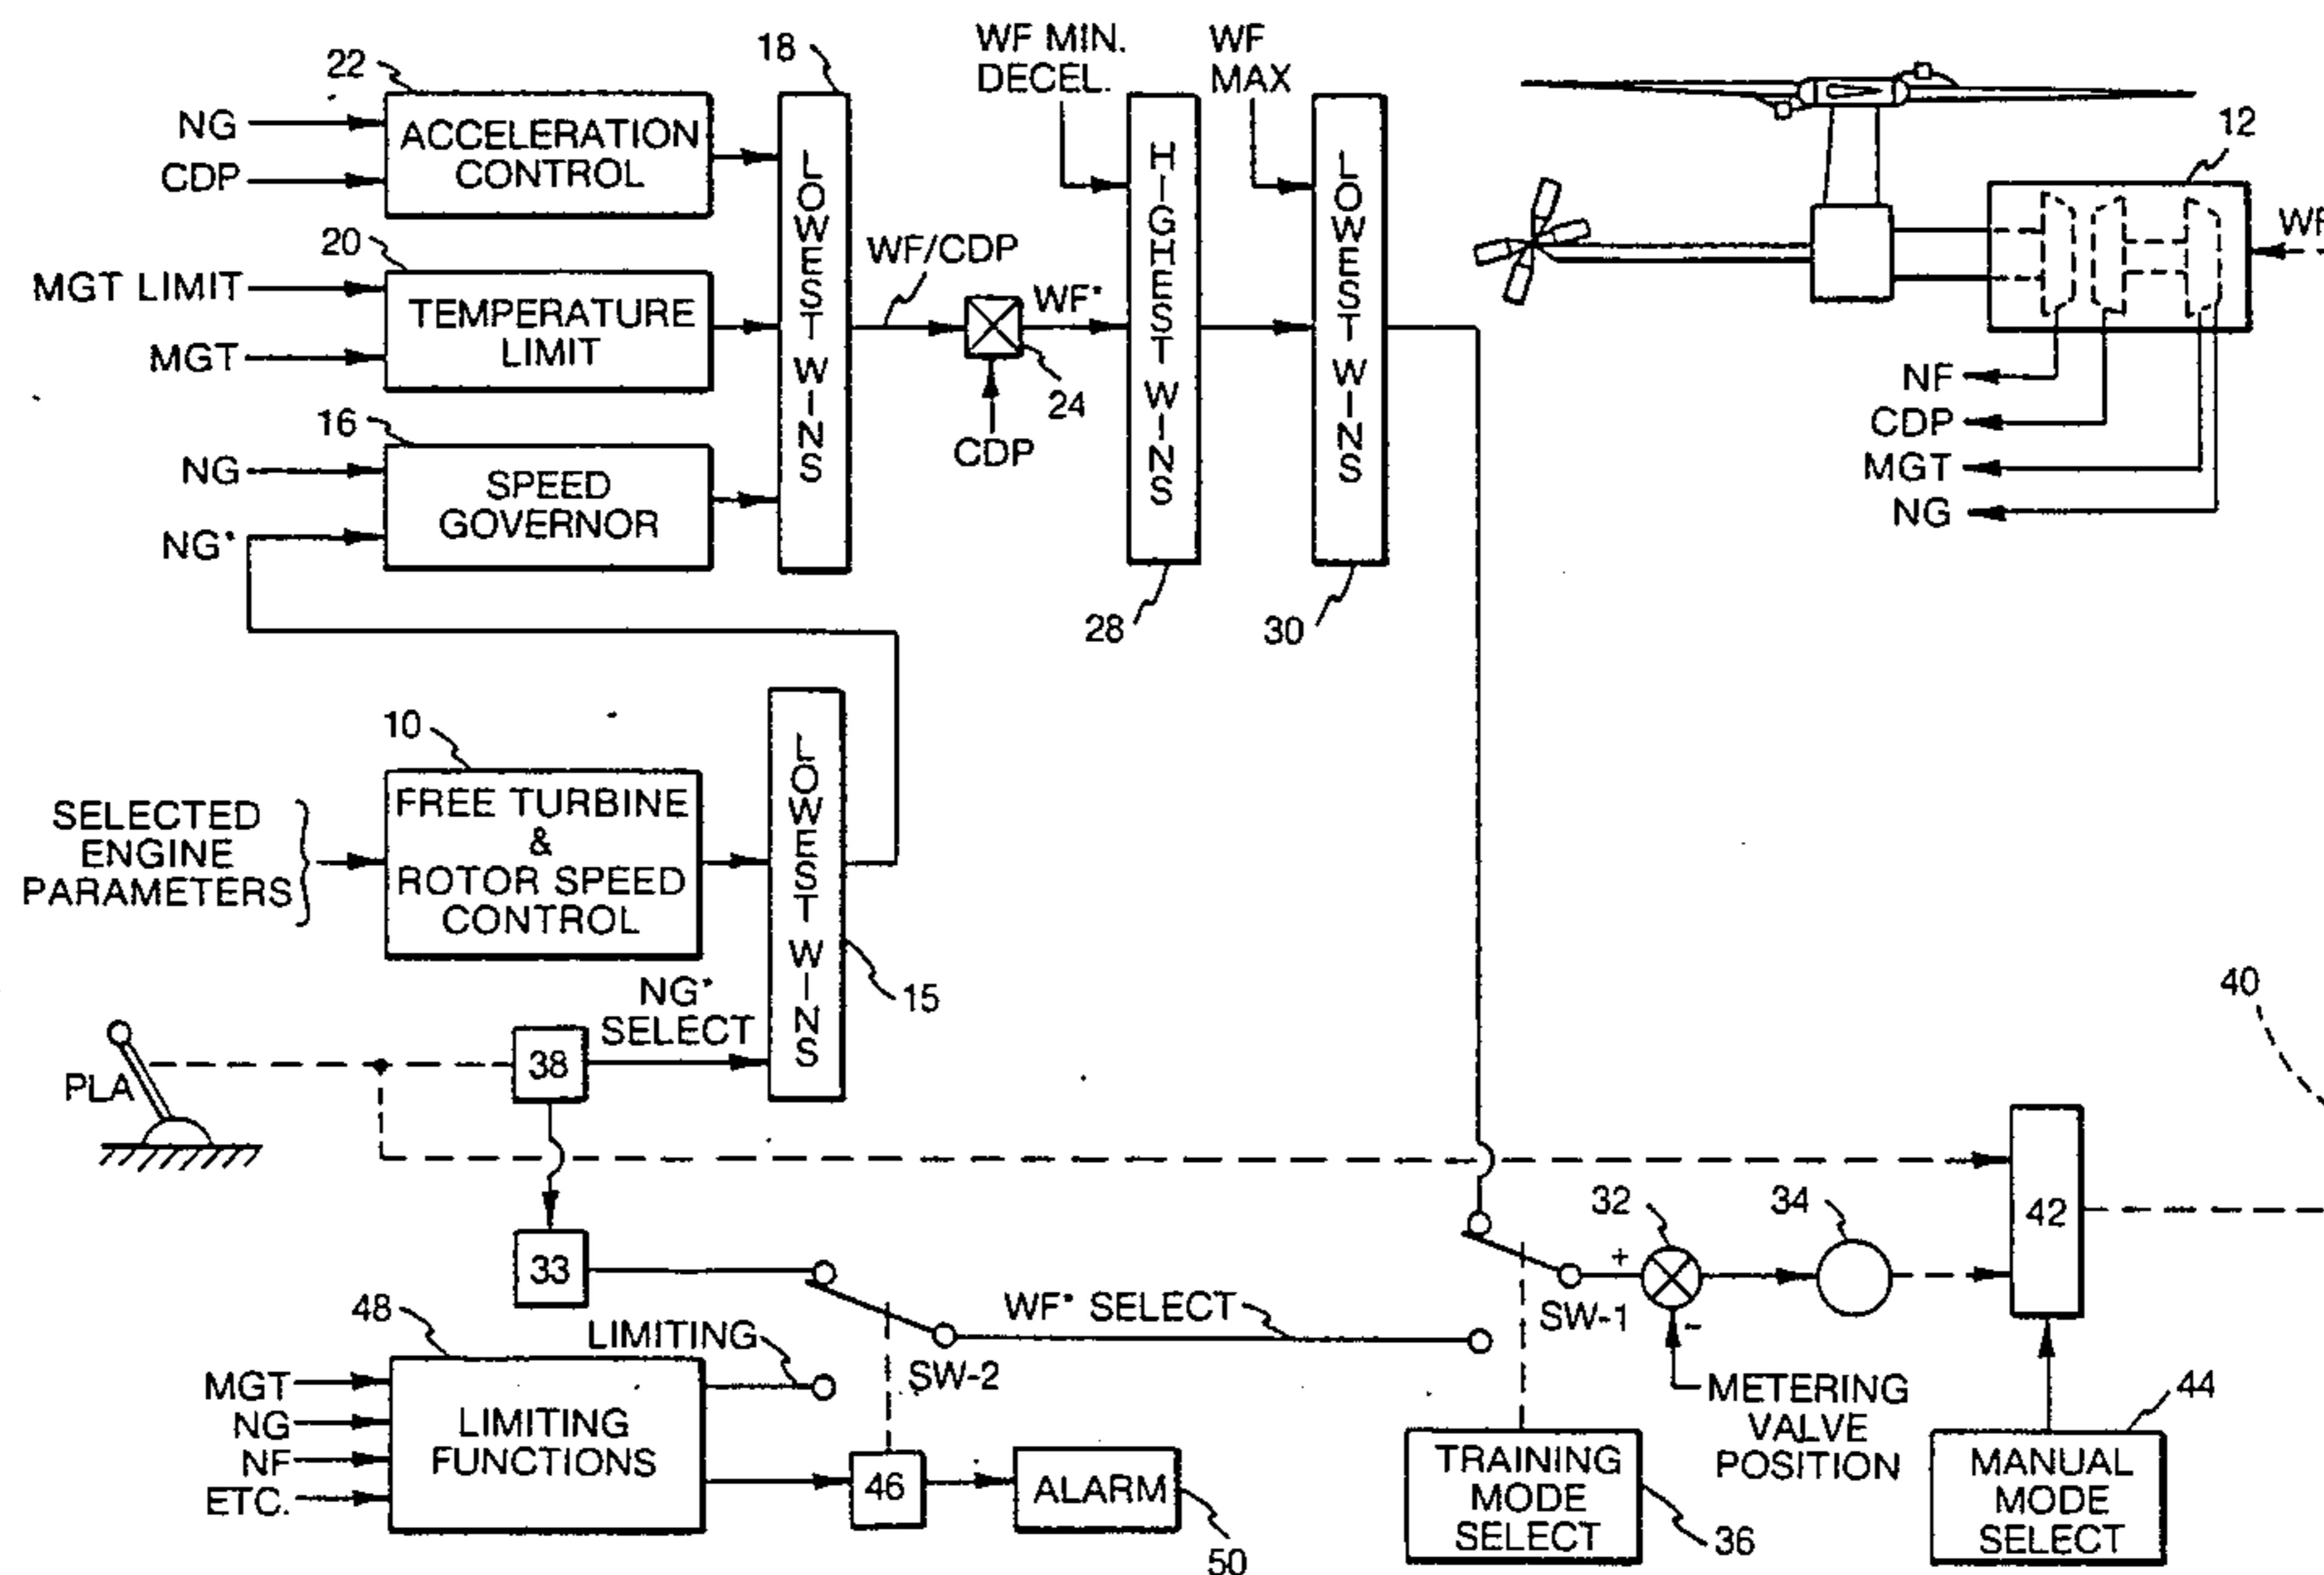 22
NG
CDP
ACCELERATION
CONTROL
20
MGT LIMIT
MGT
TEMPERATURE
LIMIT
16
NG
NG*
SPEED
GOVERNOR
18
LOWEST WINS
WF/CDP
24
CDP
WF*
WF MIN.
DECEL.
HIGHEST WINS
28
WF
MAX
LOWEST WINS
30
12
WF
NF
CDP
MGT
NG
10
SELECTED
ENGINE
PARAMETERS
FREE TURBINE
&
ROTOR SPEED
CONTROL
LOWEST WINS
15
NG*
SELECT
PLA
38
33
40
42
32
34
+
-
SW-1
METERING
VALVE
POSITION
WF* SELECT
SW-2
LIMITING
48
MGT
NG
NF
ETC.
LIMITING
FUNCTIONS
46
ALARM
50
TRAINING
MODE
SELECT
36
44
MANUAL
MODE
SELECT